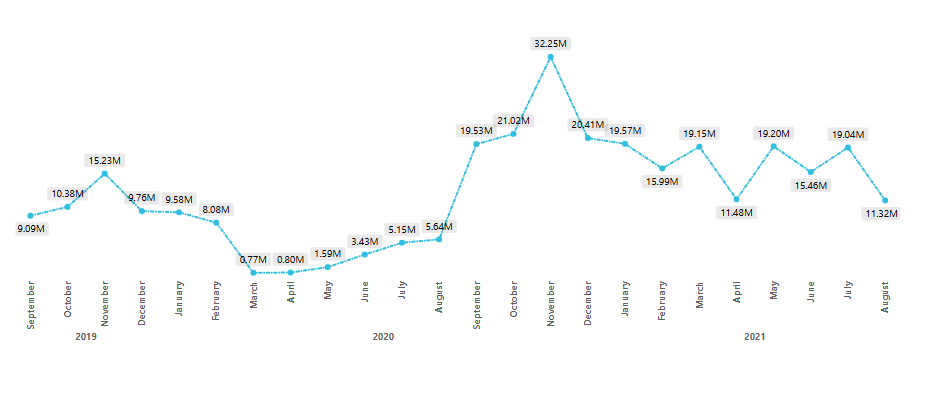 32.25M
19.53M 21.02M 20.41M 19.57M 19.15M 19.20M 19.04M
15.23M
10.38M 9.76M 9.58M 8.08M 15.99M 15.46M
9.09M 5.64M 11.48M 11.32M
0.77M 0.80M 1.59M 3.43M 5.15M
September October November December January February March April May June July August September October November December January February March April May June July August
2019 2020 2021